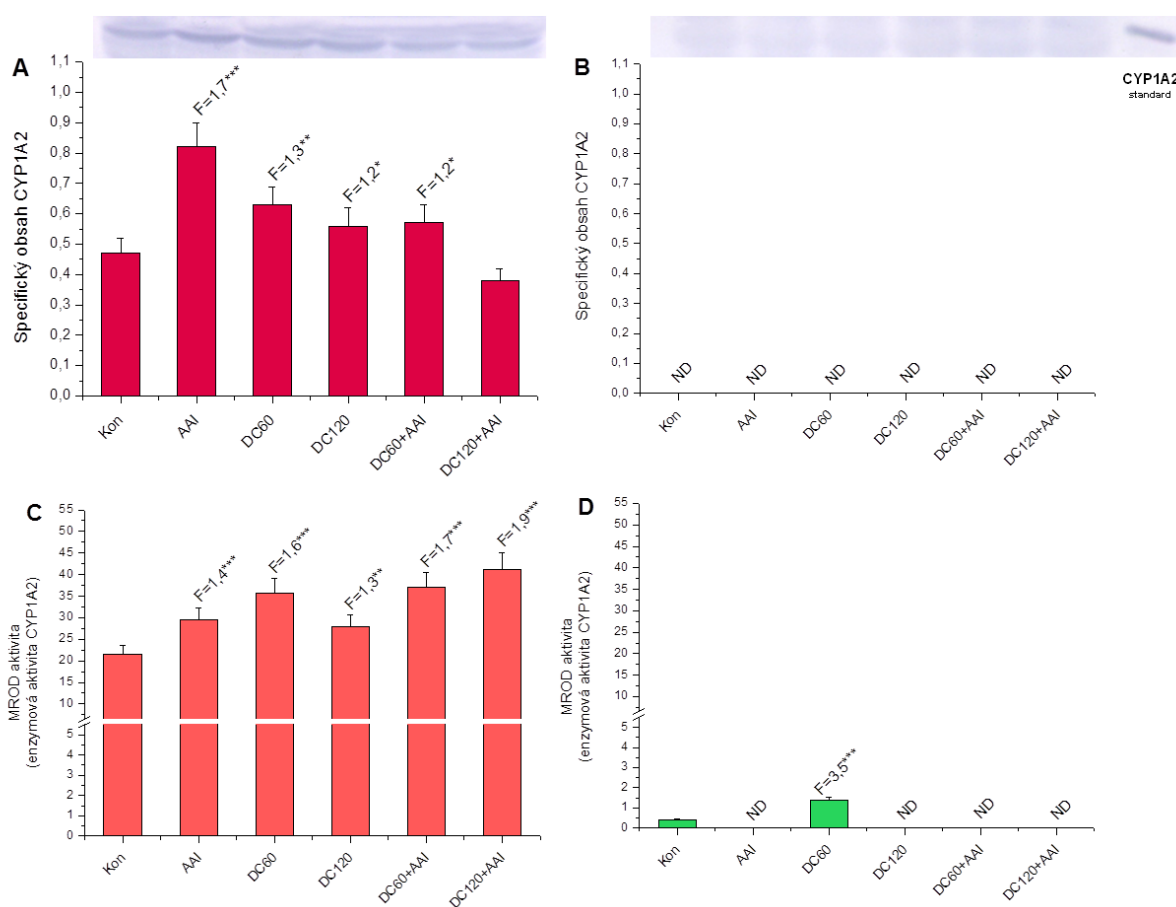 A
Specifický obsah CYP1A2
1,1
1,0
0,9
0,8
0,7
0,6
0,5
0,4
0,3
0,2
0,1
0,0
F=1,7***
F=1,3**
F=1,2*
F=1,2*
Kon
AAI
DC60
DC120
DC60+AAI
DC120+AAI
B
CYP1A2
standard
Specifický obsah CYP1A2
1,1
1,0
0,9
0,8
0,7
0,6
0,5
0,4
0,3
0,2
0,1
0,0
ND
ND
ND
ND
ND
ND
Kon
AAI
DC60
DC120
DC60+AAI
DC120+AAI
C
MROD aktivita
(enzymová aktivita CYP1A2)
55
50
45
40
35
30
25
20
15
10
5
4
3
2
1
0
F=1,4***
F=1,6***
F=1,3**
F=1,7***
F=1,9***
Kon
AAI
DC60
DC120
DC60+AAI
DC120+AAI
D
MROD aktivita
(enzymová aktivita CYP1A2)
55
50
45
40
35
30
25
20
15
10
5
4
3
2
1
0
ND
F=3,5***
ND
ND
ND
Kon
AAI
DC60
DC120
DC60+AAI
DC120+AAI